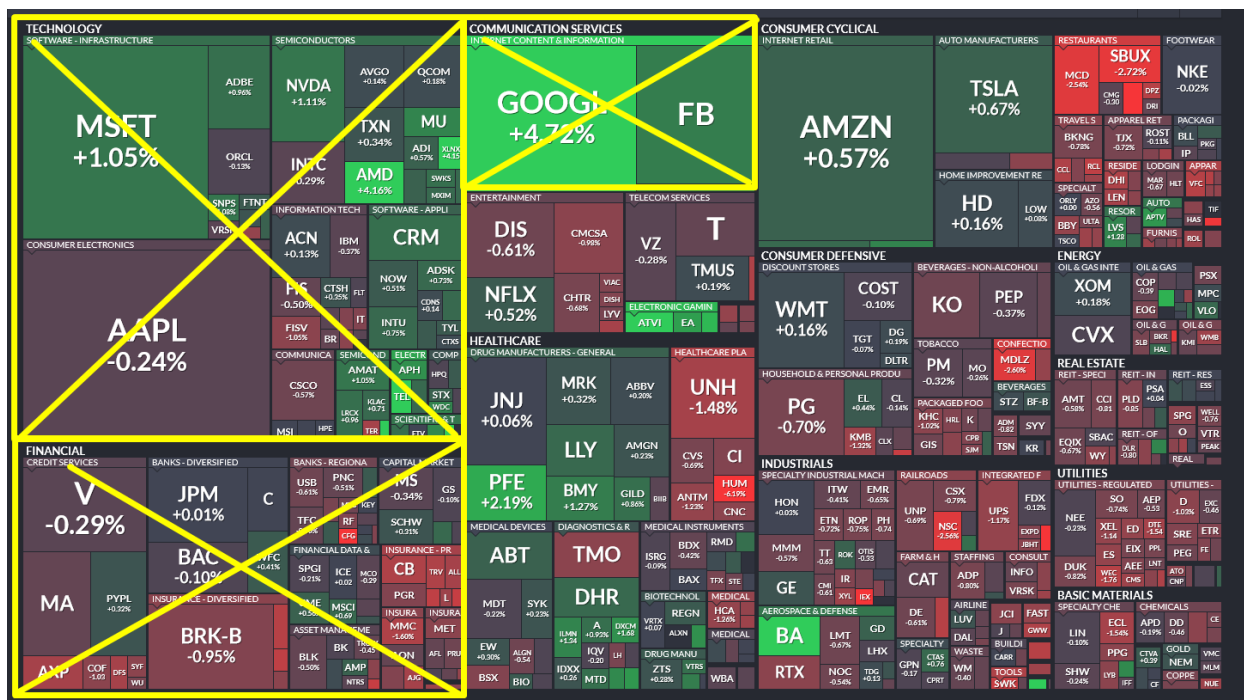 TECHNOLOGY
SOFTWARE - INFRASTRUCTURE
MSFT
+1.05%
ADBE
+0.96%
ORCL
-0.13%
SNPS
FTNT
VRSN
SEMICONDUCTORS
NVDA
+1.11%
AVGO
+0.14%
QCOM
+0.18%
TXN
+0.34%
MU
INTC
ADI
+0.57%
XLNX
+4.15
AMD
+4.16%
SWKS
MXIM
CONSUMER ELECTRONICS
AAPL
-0.24%
INFORMATION TECH
ACN
+0.13%
IBM
-0.37%
FIS
-0.50%
CTSH
+0.35%
FLT
FISV
-1.05%
IT
BR
SOFTWARE - APPLI
CRM
NOW
+0.51%
ADSK
+0.73%
CDNS
+0.14
INTU
+0.75%
TYL
CTXS
COMMUNICA
CSCO
-0.57%
MSI
HPE
SEMICOND
AMAT
+1.05%
LRCX
+0.96
KLAC
+0.71
TER
ELECTR
APH
TEL
COMP
HPQ
STX
WDC
SCIENTIFIC & T
FTV
FINANCIAL
CREDIT SERVICES
V
-0.29%
MA
PYPL
+0.32%
AXP
COF
-1.03
DFS
SYF
WU
BANKS - DIVERSIFIED
JPM
+0.01%
C
BAC
-0.10%
WFC
+0.41%
INSURANCE - DIVERSIFIED
BRK-B
-0.95%
BANKS - REGIONA
USB
-0.61%
PNC
-0.51%
TFC
KEY
RF
CFG
CAPITAL MARKET
MS
-0.34%
GS
-0.10%
SCHW
+0.31%
FINANCIAL DATA &
SPGI
-0.21%
ICE
+0.02
MCO
-0.29
CME
MSCI
+0.69
INSURANCE - PR
CB
TRV
ALL
PGR
L
ASSET MANAGEME
BLK
-0.50%
BK
AMP
NTRS
INSURA
MMC
-1.60%
AON
AJG
INSURA
MET
AFL
PRU
COMMUNICATION SERVICES
INTERNET CONTENT & INFORMATION
GOOGL
+4.72%
FB
ENTERTAINMENT
DIS
-0.61%
CMCSA
-0.98%
NFLX
+0.52%
CHTR
-0.68%
VIAC
DISH
LYV
TELECOM SERVICES
VZ
-0.28%
T
TMUS
+0.19%
ELECTRONIC GAMIN
ATVI
EA
HEALTHCARE
DRUG MANUFACTURERS - GENERAL
JNJ
+0.06%
MRK
+0.32%
ABBV
+0.20%
LLY
AMGN
+0.23%
PFE
+2.19%
BMY
+1.27%
GILD
+0.86%
BIIB
HEALTHCARE PLA
UNH
-1.48%
CVS
-0.69%
CI
ANTM
-1.23%
HUM
-6.59%
CNC
MEDICAL DEVICES
ABT
MDT
-0.22%
SYK
-0.23%
EW
+0.30%
ALGN
-0.54
BSX
BIO
DIAGNOSTICS & R
TMO
DHR
ILMN
+1.34
A
+0.93%
DXCM
+1.68
IQV
-0.20
LH
IDXX
+0.26
MTD
MEDICAL INSTRUMENTS
ISRG
-0.09%
BDX
-0.42%
RMD
BAX
TFX
STE
BIOTECHNOL
VRTX
+0.07
REGN
ALXN
MEDICAL
HCA
-1.26%
MEDICAL
DRUG MANU
ZTS
+0.28%
VTRS
WBA
CONSUMER CYCLICAL
INTERNET RETAIL
AMZN
+0.57%
AUTO MANUFACTURERS
TSLA
+0.67%
HOME IMPROVEMENT RE
HD
+0.16%
LOW
+0.08%
RESTAURANTS
MCD
-2.54%
SBUX
-2.72%
CMG
-0.30
DPZ
DRI
FOOTWEAR
NKE
-0.02%
TRAVEL S
BKNG
-0.78%
CCL
RCL
APPAREL RET
TJX
-0.72%
ROST
-0.11%
PACKAGI
BLL
PKG
IP
RESIDE
DHI
LEN
LODGIN
MAR
-0.67
HLT
APPAR
VFC
SPECIALT
ORLY
+0.00
AZO
-0.56
BBY
ULTA
TSCO
RESOR
LVS
+1.28
AUTO
APTV
FURNIS
HAS
TIF
ROL
CONSUMER DEFENSIVE
DISCOUNT STORES
WMT
+0.16%
COST
-0.10%
TGT
-0.07%
DG
+0.19%
DLTR
BEVERAGES - NON-ALCOHOLI
KO
PEP
-0.37%
TOBACCO
PM
-0.32%
MO
-0.26%
CONFECTIO
MDLZ
-2.60%
HOUSEHOLD & PERSONAL PRODU
PG
-0.70%
EL
+0.44%
CL
-0.14%
KMB
-1.32%
CLX
PACKAGED FOO
KHC
-1.02%
HRL
K
GIS
CPB
SJM
BEVERAGES
STZ
BF-B
ADM
-0.82
SYY
TSN
KR
ENERGY
OIL & GAS INTE
XOM
+0.18%
CVX
OIL & GAS
COP
-0.39
EOG
PSX
MPC
VLO
OIL & G
SLB
BKR
HAL
OIL & G
KMI
WMB
REAL ESTATE
REIT - SPECI
AMT
-0.58%
CCI
-0.81
EQIX
-0.67%
SBAC
WY
REIT - IN
PLD
-0.85
PSA
+0.04
REIT - RES
ESS
REIT - OF
DLR
-0.80
SPG
WELL
-0.76
O
VTR
PEAK
REAL
INDUSTRIALS
SPECIALTY INDUSTRIAL MACH
HON
+0.03%
ITW
-0.41%
EMR
-0.65%
ETN
-0.72%
ROP
-0.75%
PH
-0.74
MMM
-0.57%
TT
-0.63
ROK
OTIS
-0.33
GE
CMI
-0.61
IR
XYL
IEX
RAILROADS
UNP
-0.69%
CSX
-0.79%
NSC
-2.56%
INTEGRATED F
UPS
-1.17%
FDX
-0.12%
EXPD
JBHT
FARM & H
CAT
DE
-0.61%
STAFFING
ADP
-0.80%
CONSULT
INFO
VRSK
AEROSPACE & DEFENSE
BA
LMT
-0.67%
GD
LHX
RTX
NOC
-0.54%
TDG
+0.13
AIRLINE
LUV
DAL
JCI
J
FAST
GWW
SPECIALTY
GPN
-0.17
CTAS
+0.76
CPRT
WASTE
WM
-0.40
BUILDI
CARR
TOOLS
SWK
UTILITIES
UTILITIES - REGULATED
NEE
-0.23%
SO
-0.74%
AEP
-0.53
XEL
-1.14
ED
DTE
-1.54
DUK
-0.82%
ES
EIX
PPL
WEC
-1.76
AEE
LNT
CMS
UTILITIES -
D
-1.02%
EXC
-0.46
SRE
ETR
PEG
FE
ATO
CNP
BASIC MATERIALS
SPECIALTY CHE
LIN
-0.10%
ECL
-1.54%
PPG
SHW
-0.24%
LYB
IFF
CHEMICALS
APD
-0.19%
DD
-0.46
CE
CTVA
+0.39
CF
GOLD
NEM
COPPE
VMC
MLM
NUE